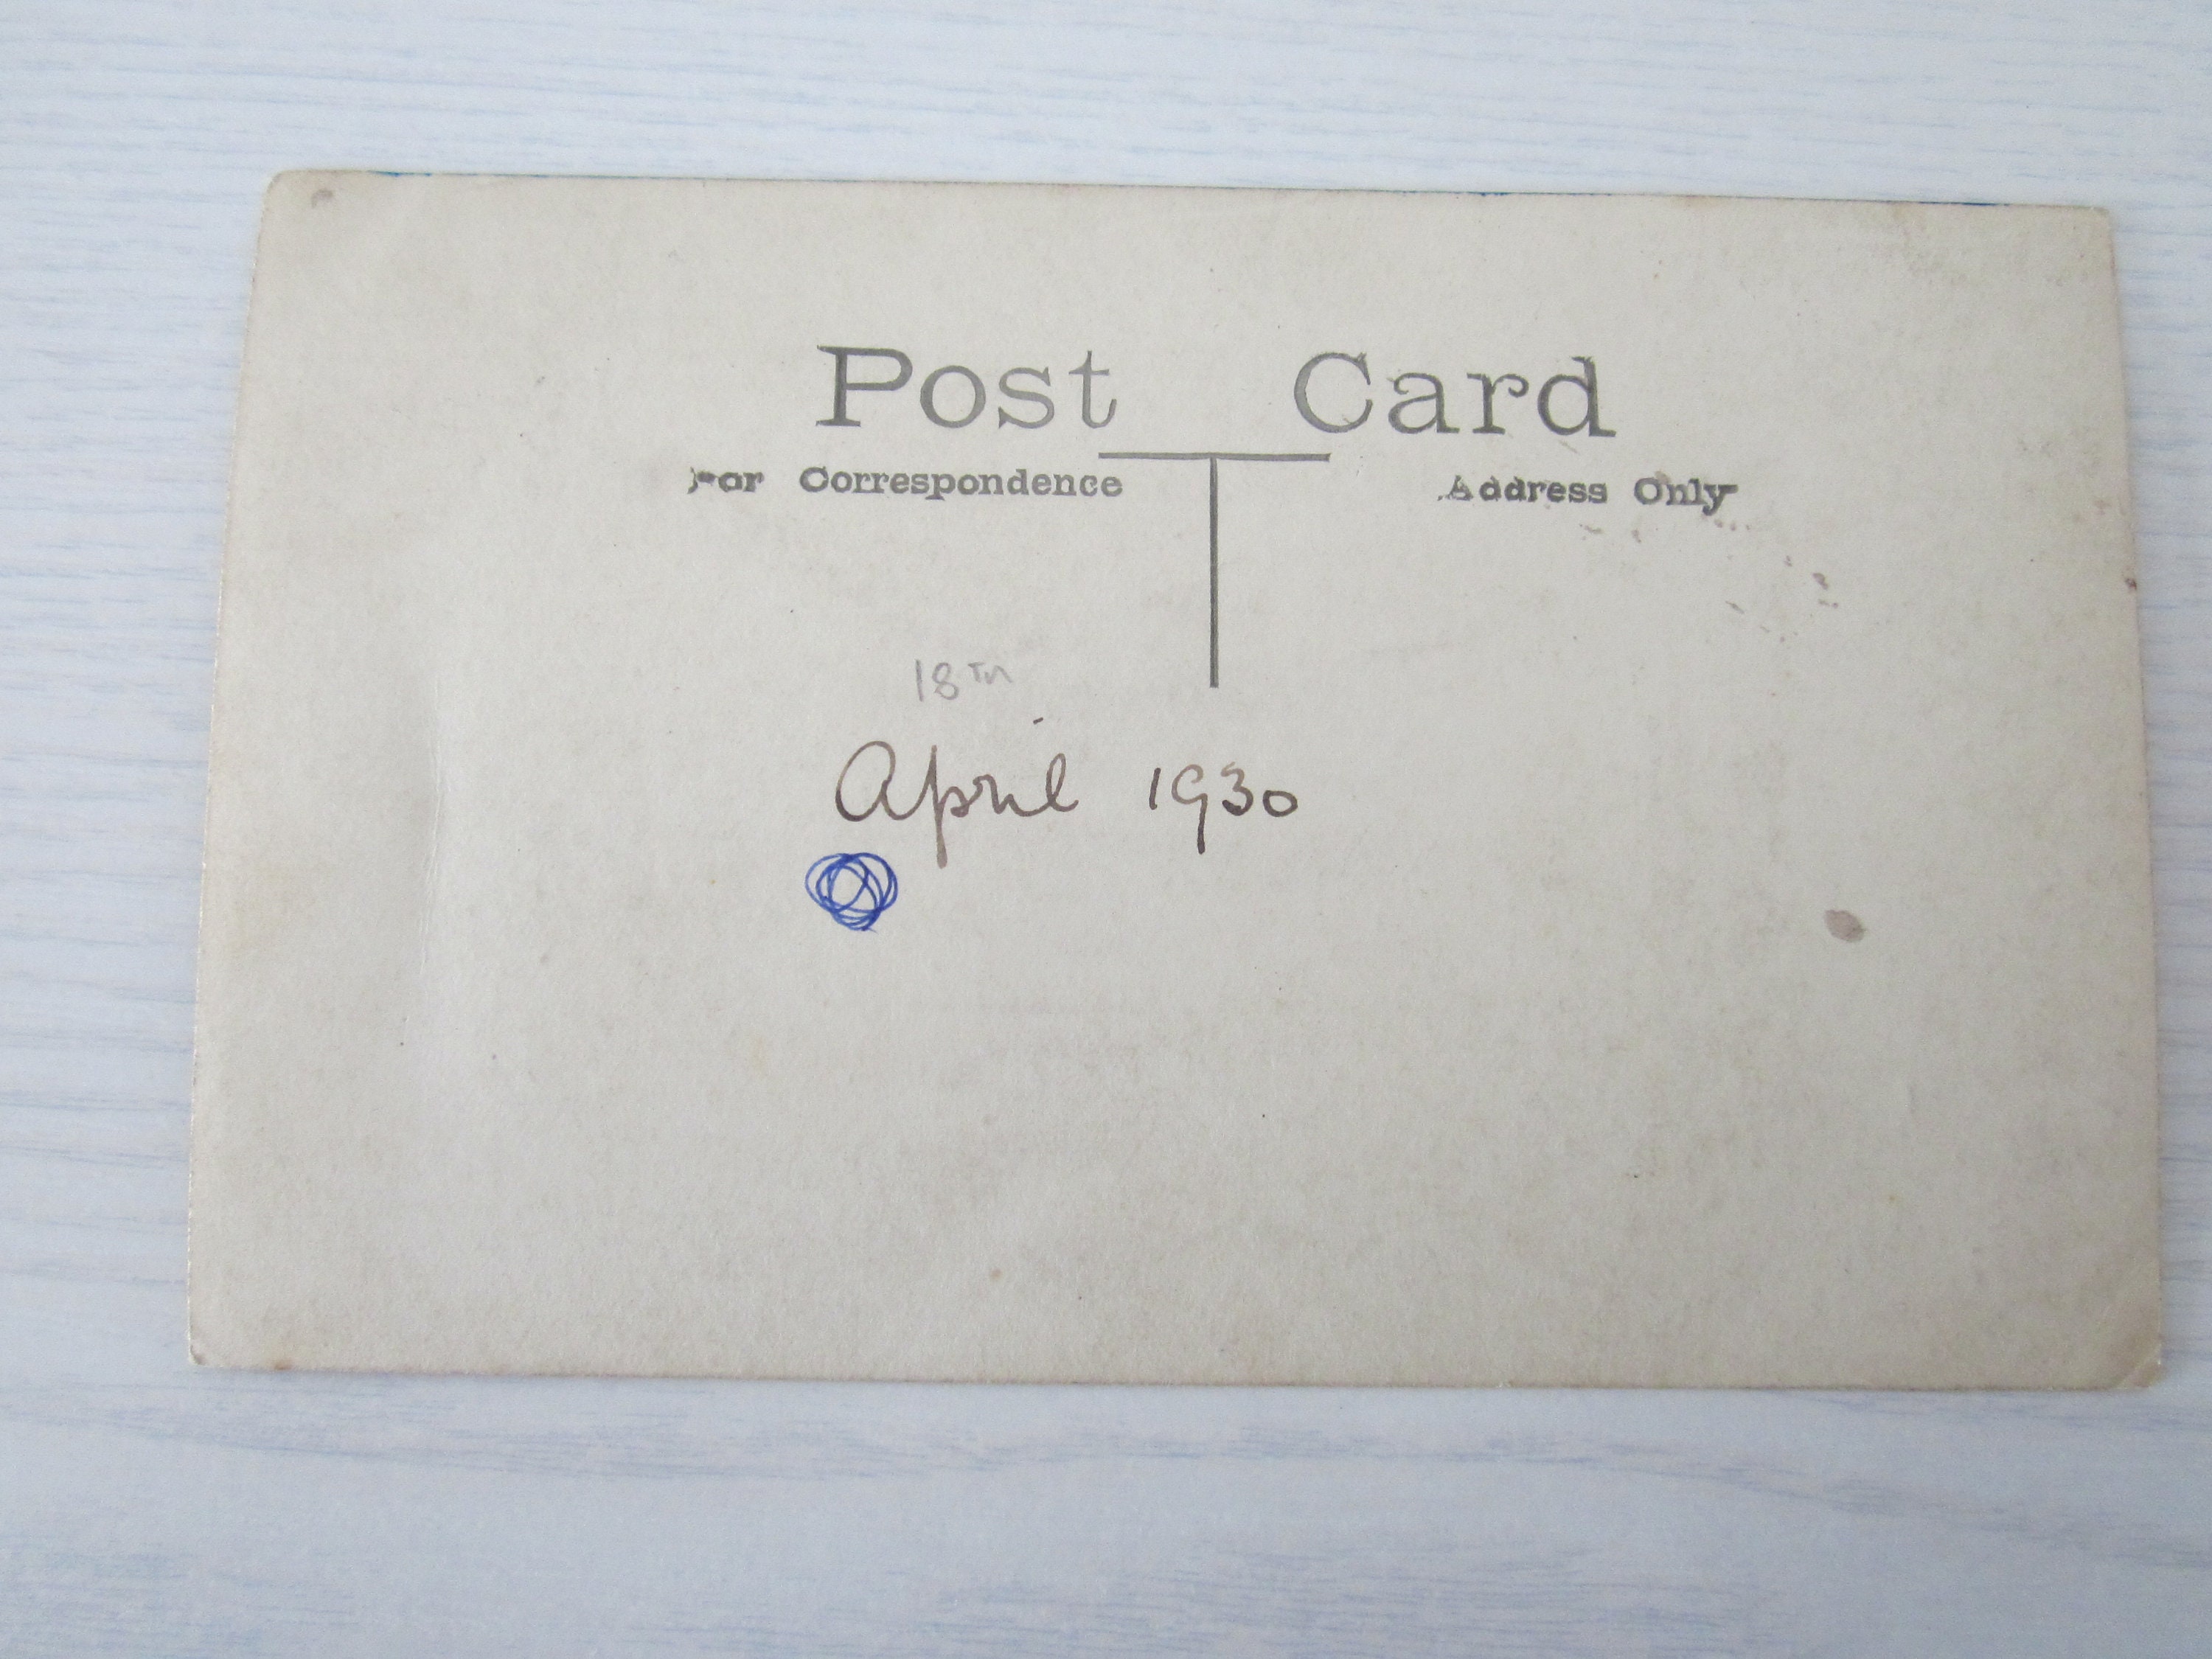 Post Card
For Correspondence Address Only
18TH
April 1930